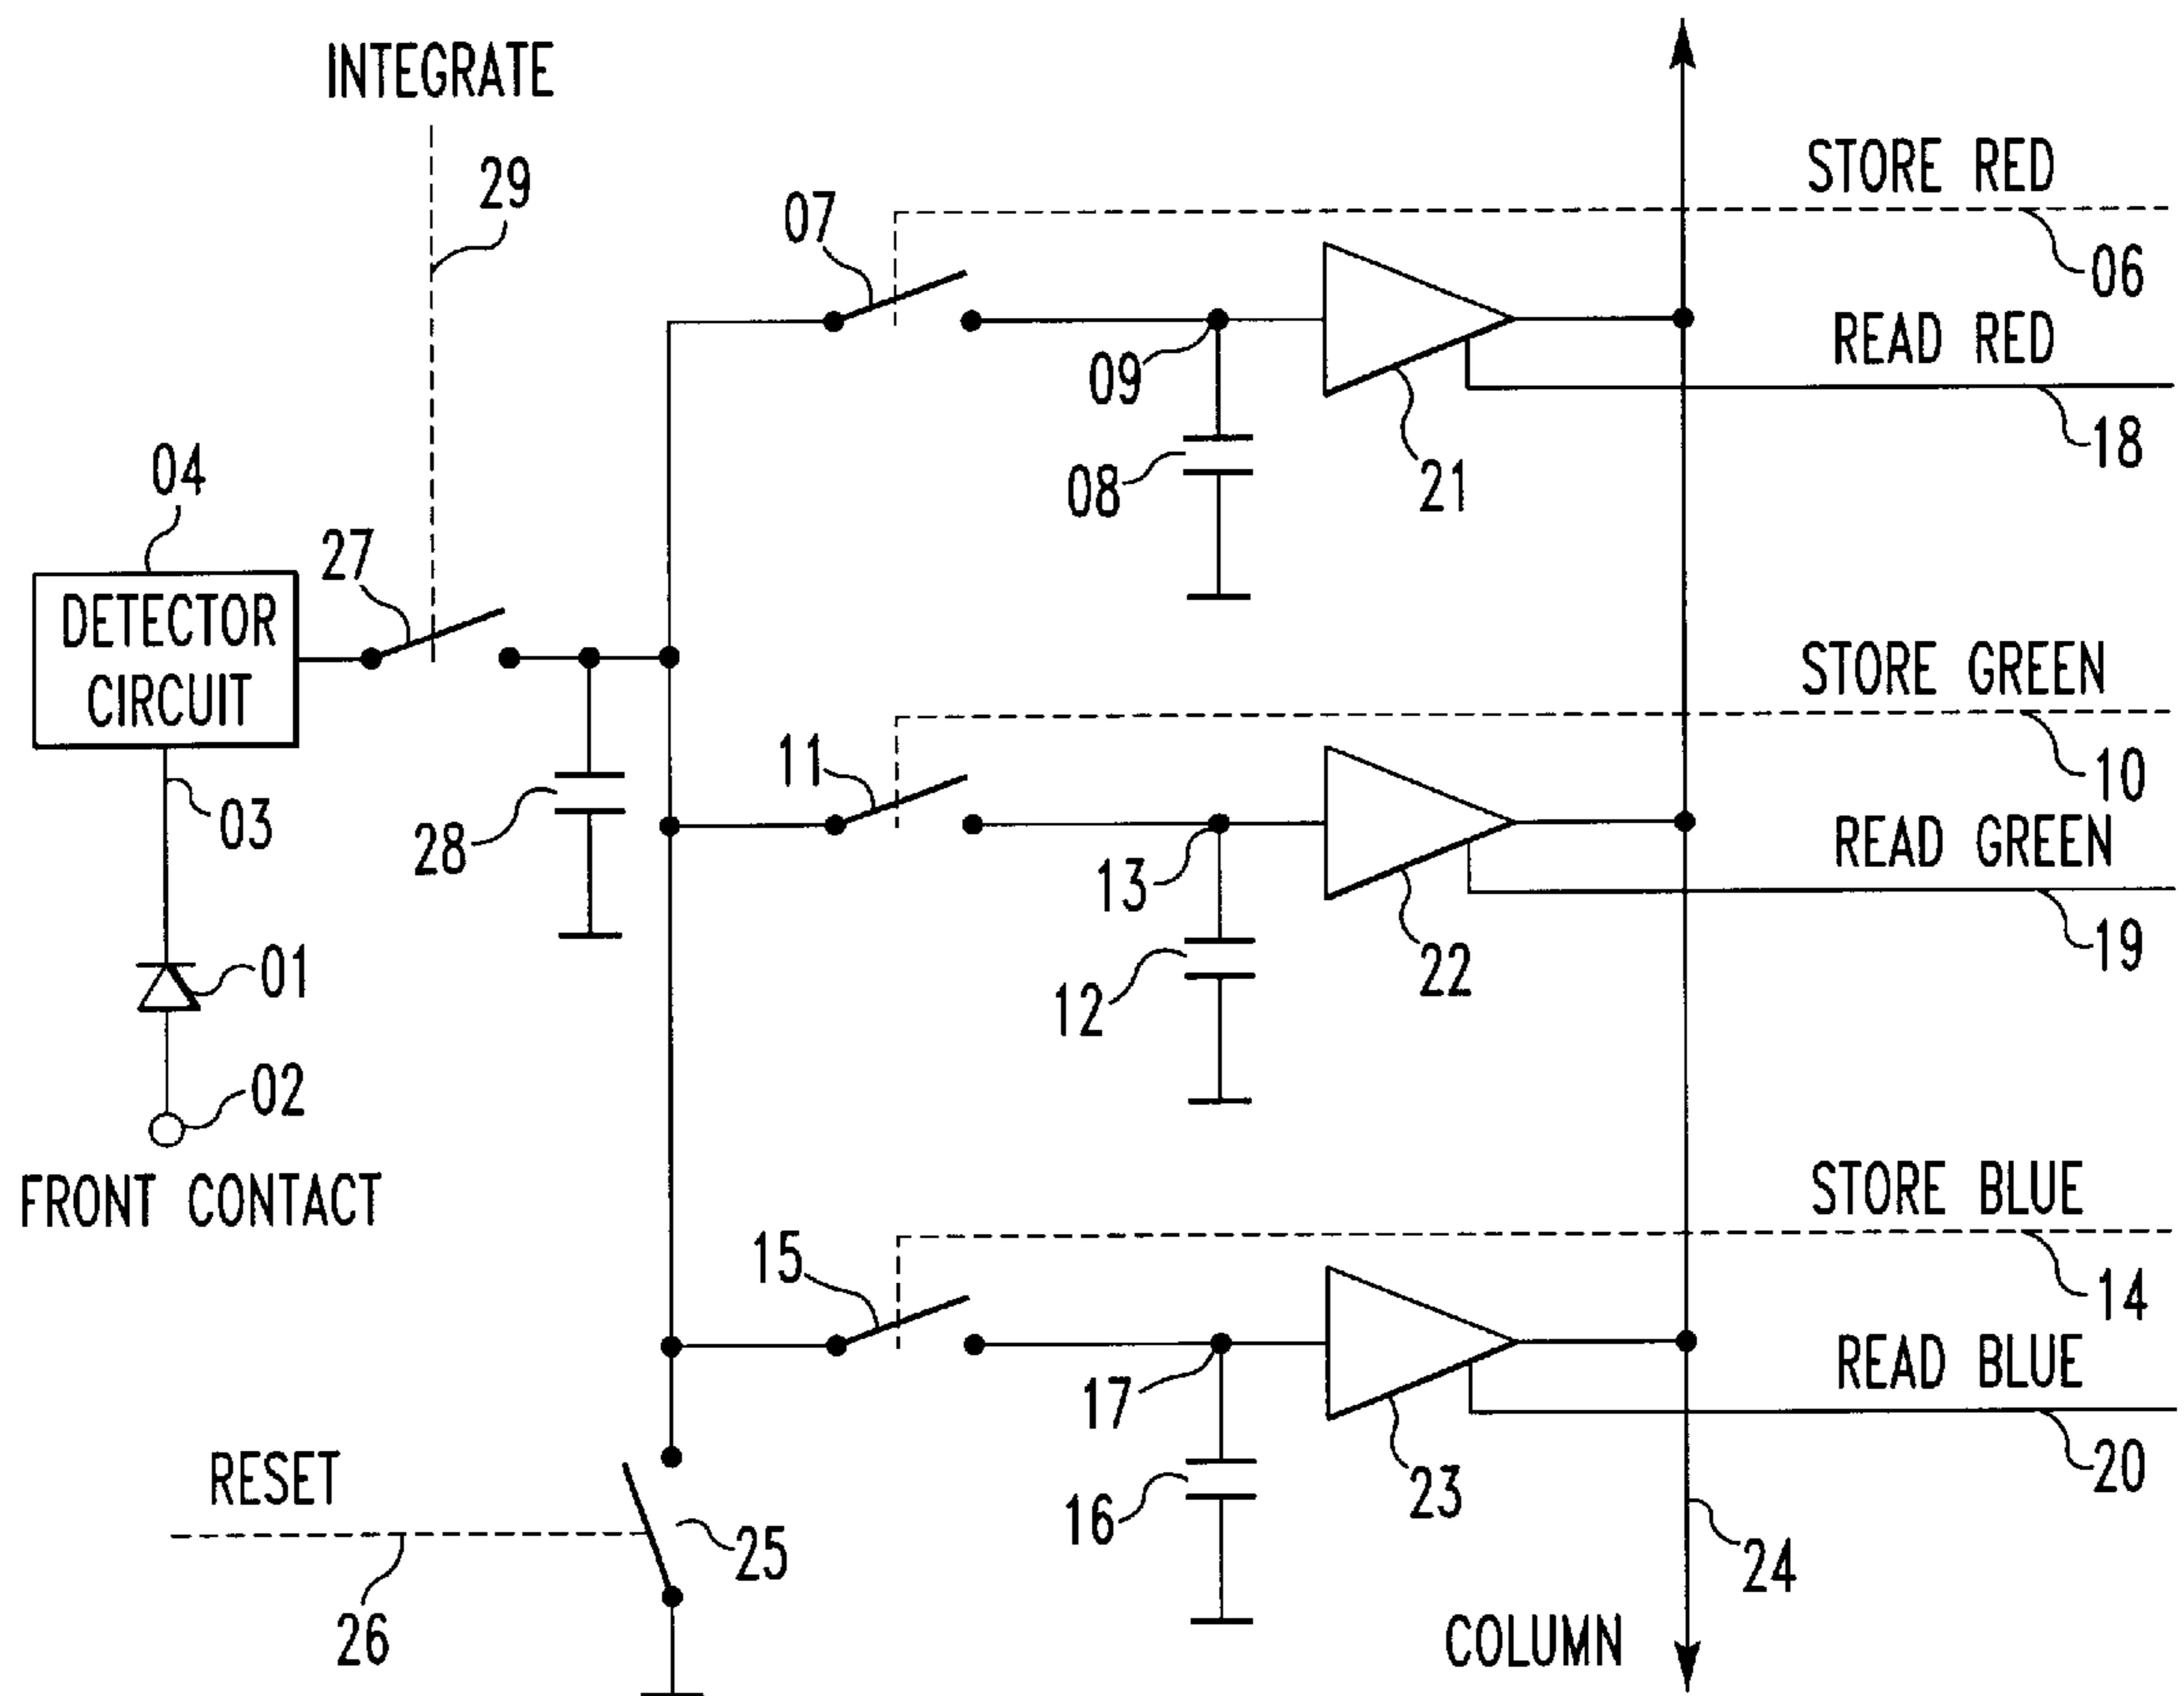 INTEGRATE
29
STORE RED
07
06
READ RED
09
18
04
08
21
27
DETECTOR
CIRCUIT
STORE GREEN
11
10
03
28
READ GREEN
13
19
01
22
12
02
FRONT CONTACT
STORE BLUE
15
14
READ BLUE
17
RESET
20
23
16
25
24
26
COLUMN